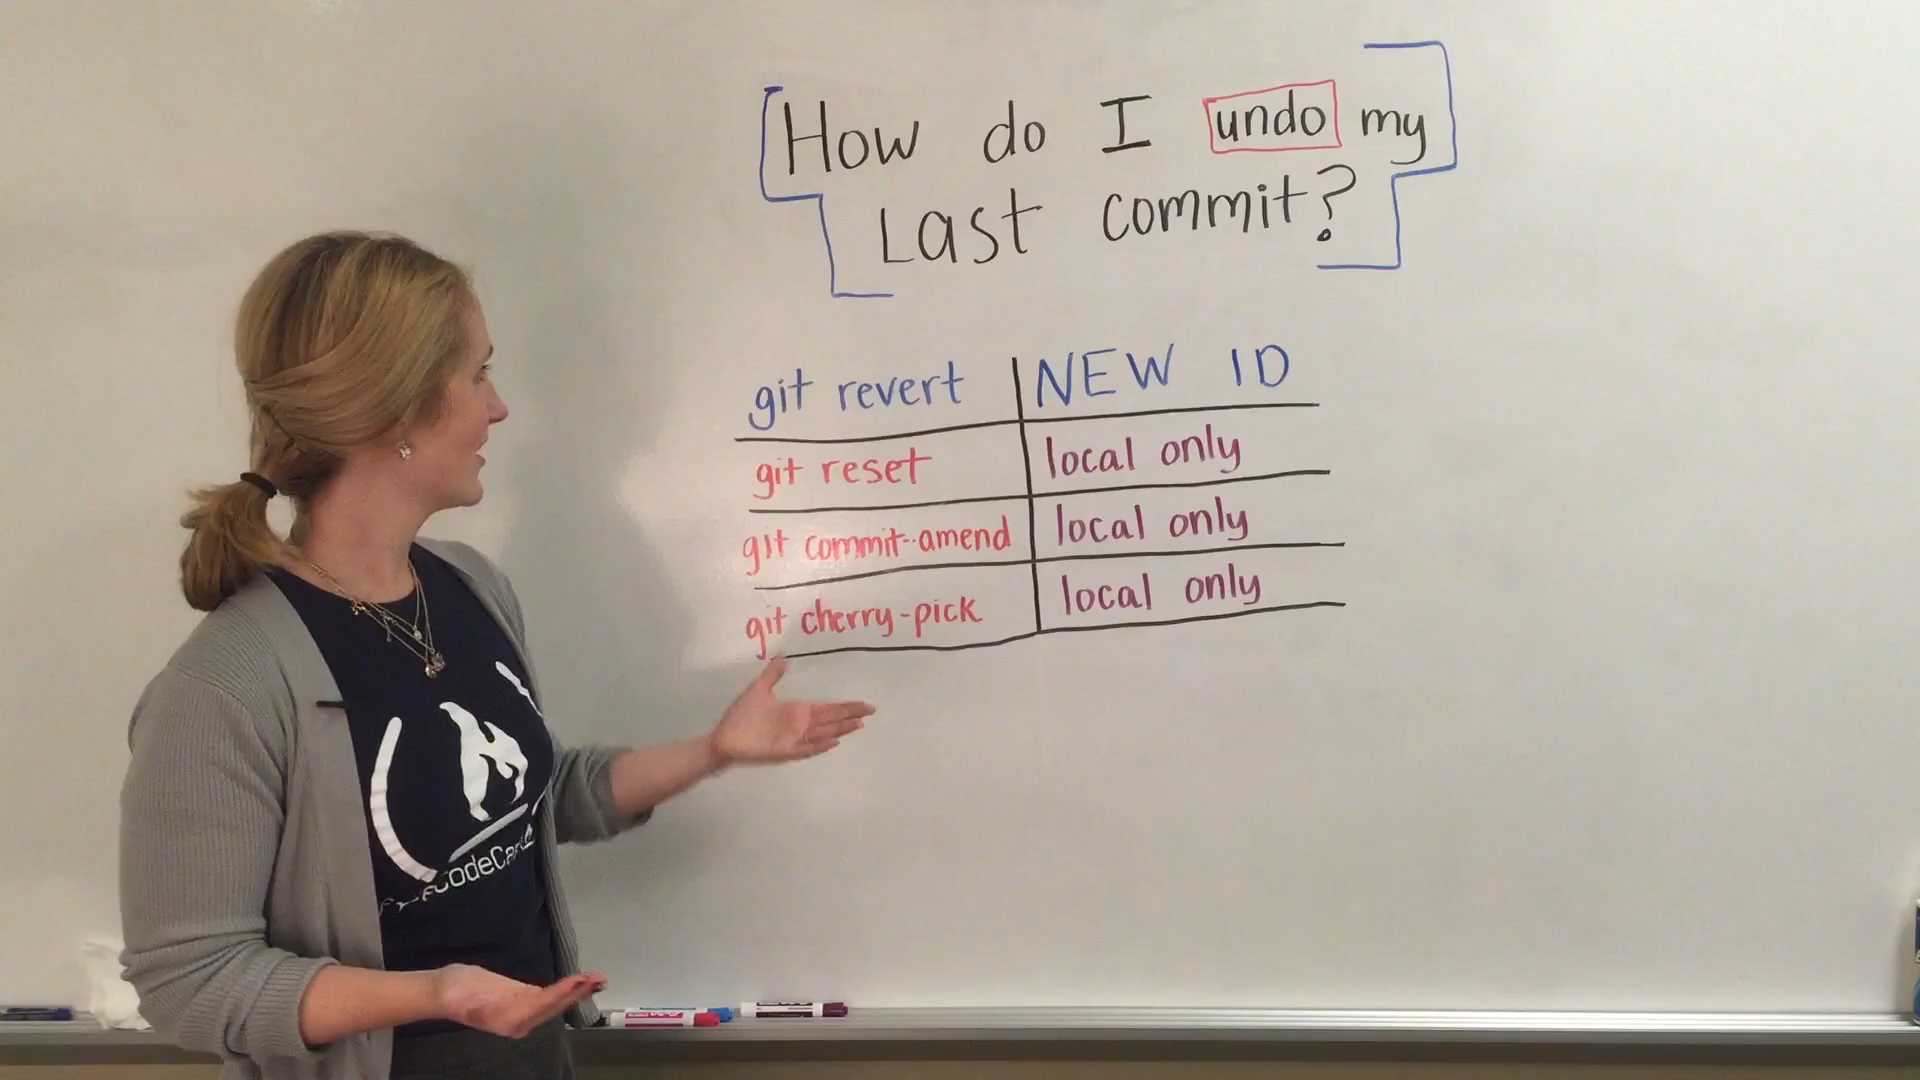 How do I undo my
Last commit?
git revert NEW ID
git reset local only
git commit--amend local only
git cherry-pick local only